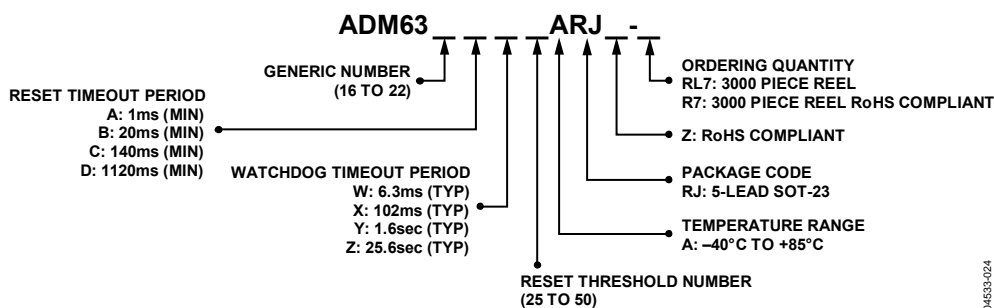 ADM63_ _ _ _ARJ_-_
GENERIC NUMBER
(16 TO 22)
ORDERING QUANTITY
RL7: 3000 PIECE REEL
R7: 3000 PIECE REEL RoHS COMPLIANT
RESET TIMEOUT PERIOD
A: 1ms (MIN)
B: 20ms (MIN)
C: 140ms (MIN)
D: 1120ms (MIN)
Z: RoHS COMPLIANT
WATCHDOG TIMEOUT PERIOD
W: 6.3ms (TYP)
X: 102ms (TYP)
Y: 1.6sec (TYP)
Z: 25.6sec (TYP)
PACKAGE CODE
RJ: 5-LEAD SOT-23
TEMPERATURE RANGE
A: –40°C TO +85°C
RESET THRESHOLD NUMBER
(25 TO 50)
04533-024